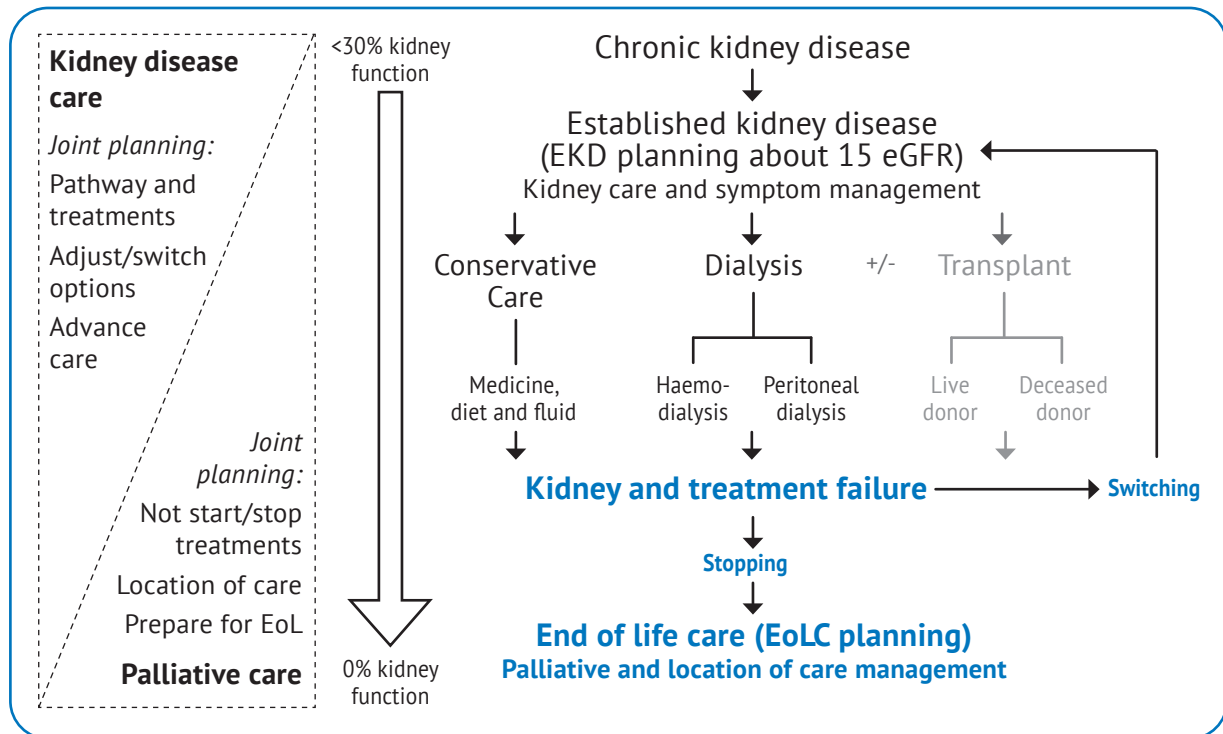 Kidney disease
care
Joint planning:
Pathway and
treatments
Adjust/switch
options
Advance
care
Joint
planning:
Not start/stop
treatments
Location of care
Prepare for EoL
Palliative care
<30% kidney
function
0% kidney
function
Chronic kidney disease
Established kidney disease
(EKD planning about 15 eGFR)
Kidney care and symptom management
Conservative
Care
Dialysis
+/-
Transplant
Medicine,
diet and fluid
Haemo-
dialysis
Peritoneal
dialysis
Live
donor
Deceased
donor
Kidney and treatment failure
Switching
Stopping
End of life care (EoLC planning)
Palliative and location of care management